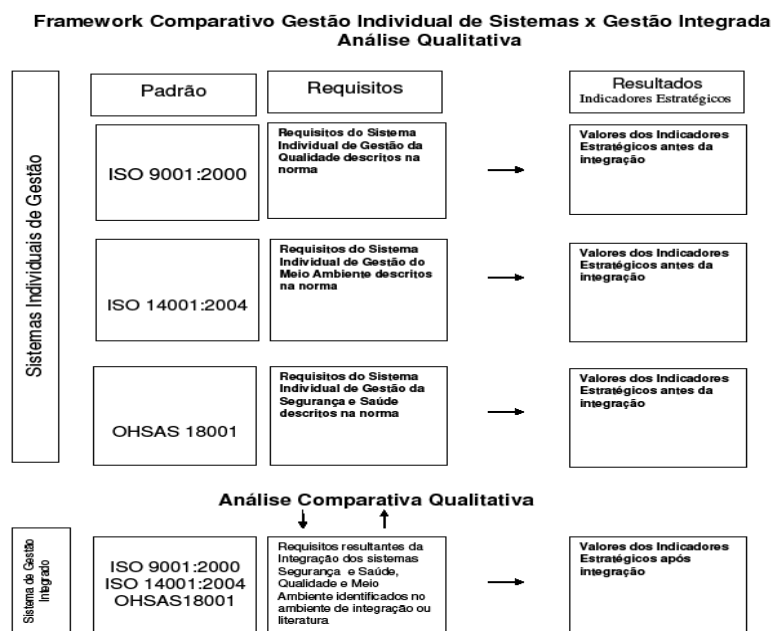 Framework Comparativo Gestão Individual de Sistemas x Gestão Integrada
Análise Qualitativa
Padrão
Requisitos
Resultados
Indicadores Estratégicos
Sistemas Individuais de Gestão
ISO 9001:2000
Requisitos do Sistema
Individual de Gestão da
Qualidade descritos na
norma
Valores dos Indicadores
Estratégicos antes da
integração
ISO 14001:2004
Requisitos do Sistema
Individual de Gestão do
Meio Ambiente descritos
na norma
Valores dos Indicadores
Estratégicos antes da
integração
OHSAS 18001
Requisitos do Sistema
Individual de Gestão da
Segurança e Saúde
descritos na norma
Valores dos Indicadores
Estratégicos antes da
integração
Análise Comparativa Qualitativa
Sistema de Gestão
Integrado
ISO 9001:2000
ISO 14001:2004
OHSAS18001
Requisitos resultantes da
Integração dos sistemas
Segurança e Saúde,
Qualidade e Meio
Ambiente identificados no
ambiente de integração ou
literatura
Valores dos Indicadores
Estratégicos após
integração